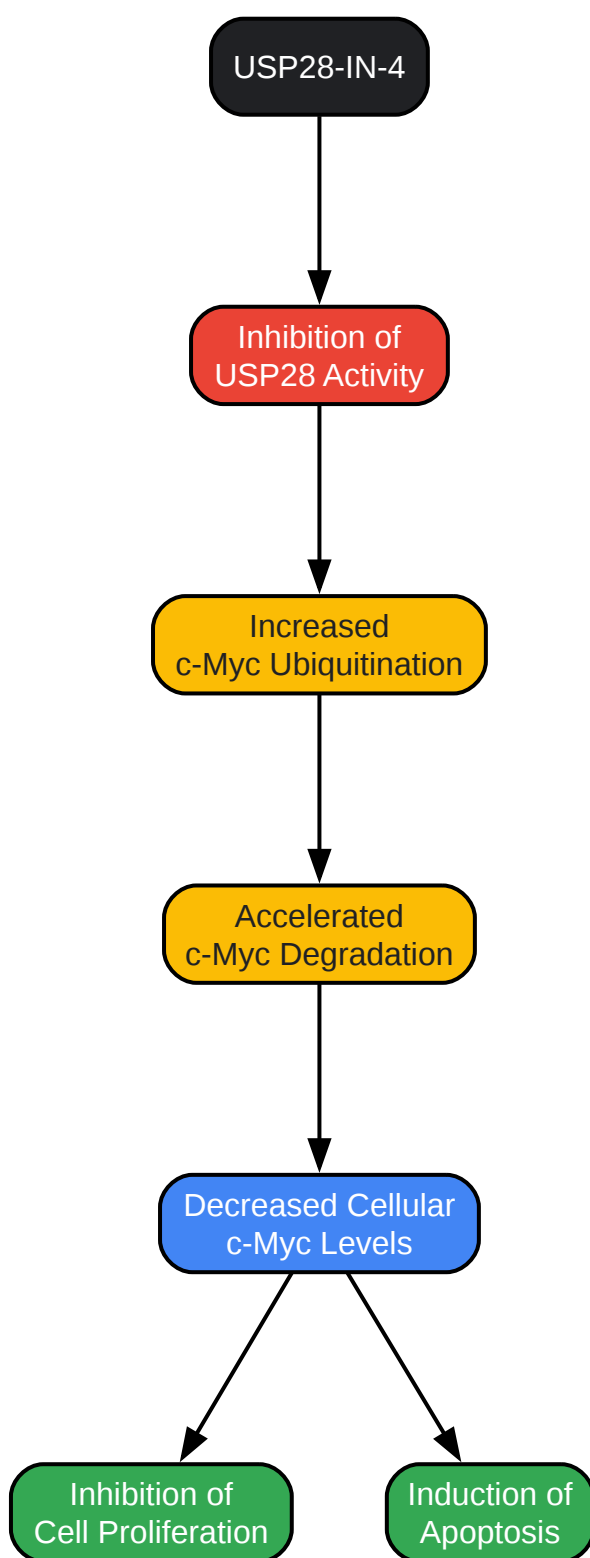 USP28-IN-4
Inhibition of
USP28 Activity
Increased
c-Myc Ubiquitination
Accelerated
c-Myc Degradation
Decreased Cellular
c-Myc Levels
Inhibition of
Cell Proliferation
Induction of
Apoptosis